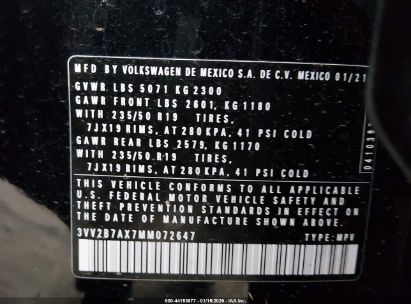 MFD BY VOLKSWAGEN DE MEXICO S.A. DE C.V. MEXICO 01/21
GVWR LBS 5071 KG 2300
GAWR FRONT LBS 2601, KG 1180
WITH 235/50 R19 TIRES,
7JX19 RIMS, AT 280 KPA, 41 PSI COLD
GAWR REAR LBS 2579, KG 1170
WITH 235/50 R19 TIRES,
7JX19 RIMS, AT 280 KPA, 41 PSI COLD
THIS VEHICLE CONFORMS TO ALL APPLICABLE
U.S. FEDERAL MOTOR VEHICLE SAFETY AND
THEFT PREVENTION STANDARDS IN EFFECT ON THE
DATE OF MANUFACTURE SHOWN ABOVE
3VV2B7AX7MM072647 TYPE: MPV